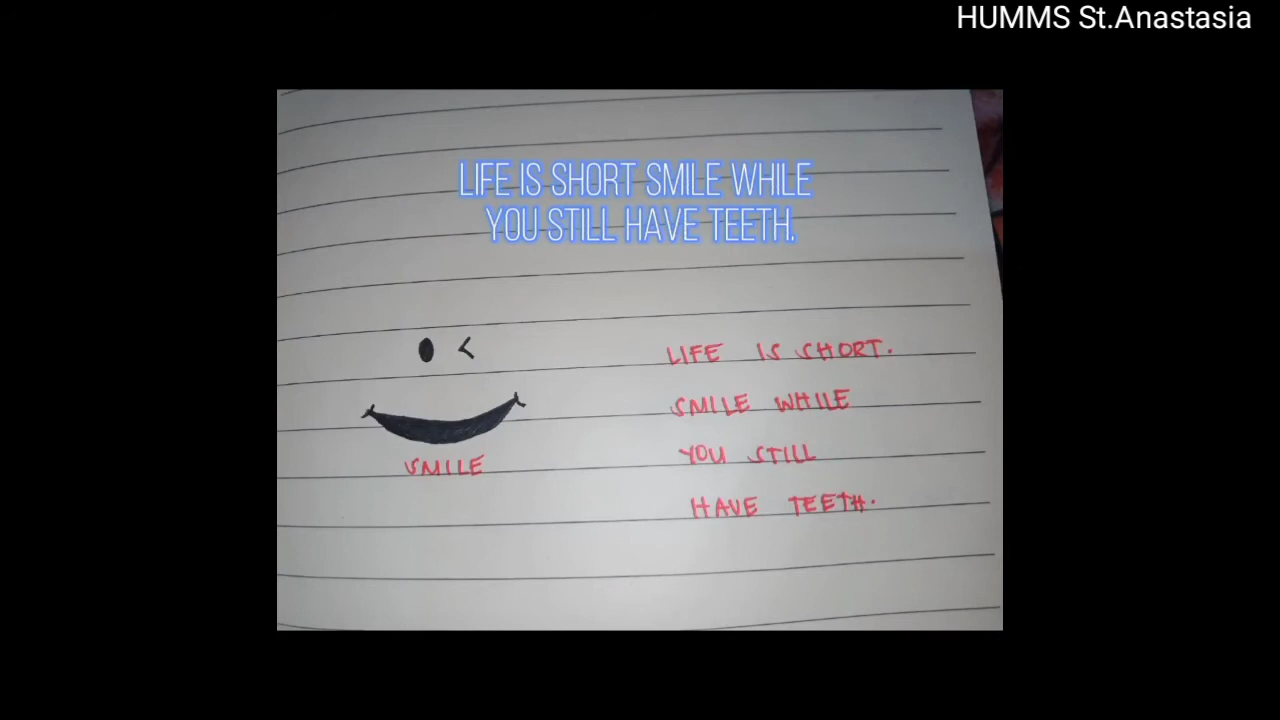 HUMMS St.Anastasia
LIFE IS SHORT SMILE WHILE
YOU STILL HAVE TEETH.
LIFE IS SHORT.
SMILE WHILE
YOU STILL
HAVE TEETH.
SMILE